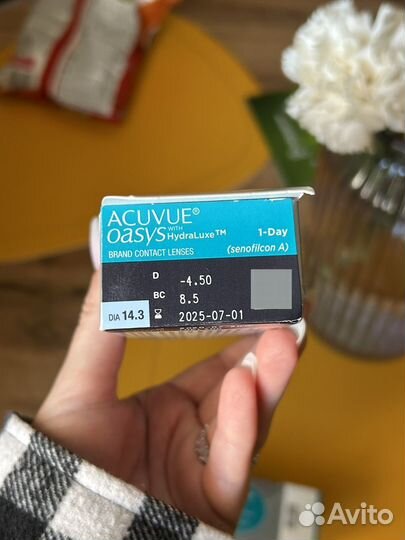 ACUVUE®
oasys WITH HydraLuxe™ 1-Day
BRAND CONTACT LENSES (senofilcon A)
D -4.50
BC 8.5
DIA 14.3 2025-07-01
Avito